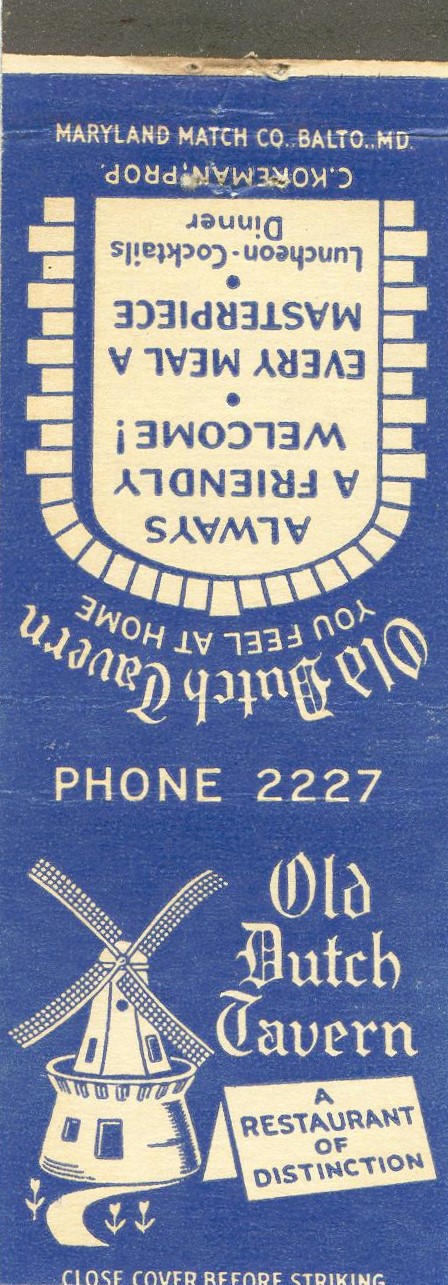 MARYLAND MATCH CO., BALTO., MD.
Old Dutch Tavern
YOU FEEL AT HOME
ALWAYS
A FRIENDLY
WELCOME!
•
EVERY MEAL A
MASTERPIECE
•
Luncheon-Cocktails
Dinner
C. KOREMAN, PROP.
PHONE 2227
Old
Dutch
Tavern
A
RESTAURANT
OF
DISTINCTION
CLOSE COVER BEFORE STRIKING